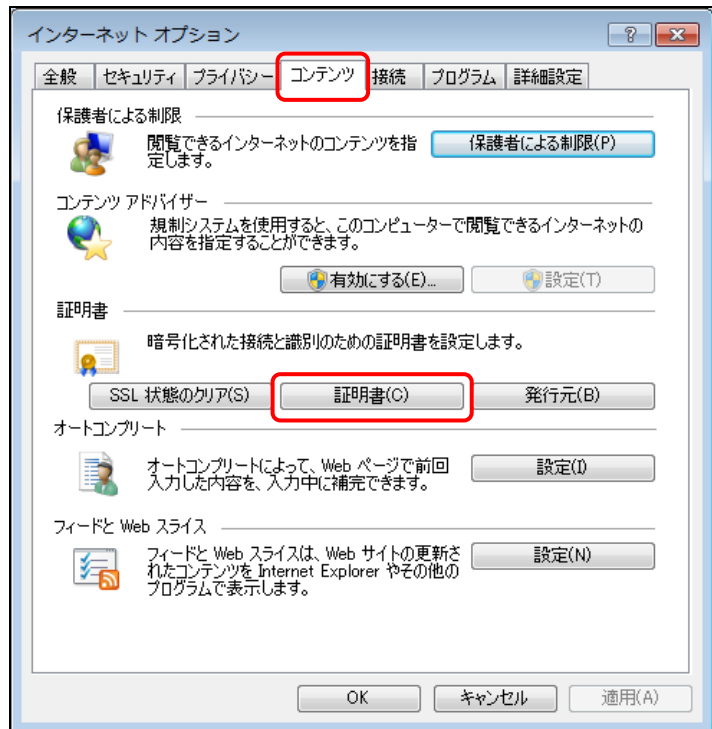 インターネット オプション
全般 セキュリティ プライバシー コンテンツ 接続 プログラム 詳細設定
保護者による制限
閲覧できるインターネットのコンテンツを指
定します。
保護者による制限(P)
コンテンツ アドバイザー
規制システムを使用すると、このコンピューターで閲覧できるインターネットの
内容を指定することができます。
有効にする(E)... 設定(T)
証明書
暗号化された接続と識別のための証明書を設定します。
SSL 状態のクリア(S) 証明書(C) 発行元(B)
オートコンプリート
オートコンプリートによって、Web ページで前回
入力した内容を、入力中に補完できます。
設定(I)
フィードと Web スライス
フィードと Web スライスは、Web サイトの更新さ
れたコンテンツを Internet Explorer やその他の
プログラムで表示します。
設定(N)
OK キャンセル 適用(A)